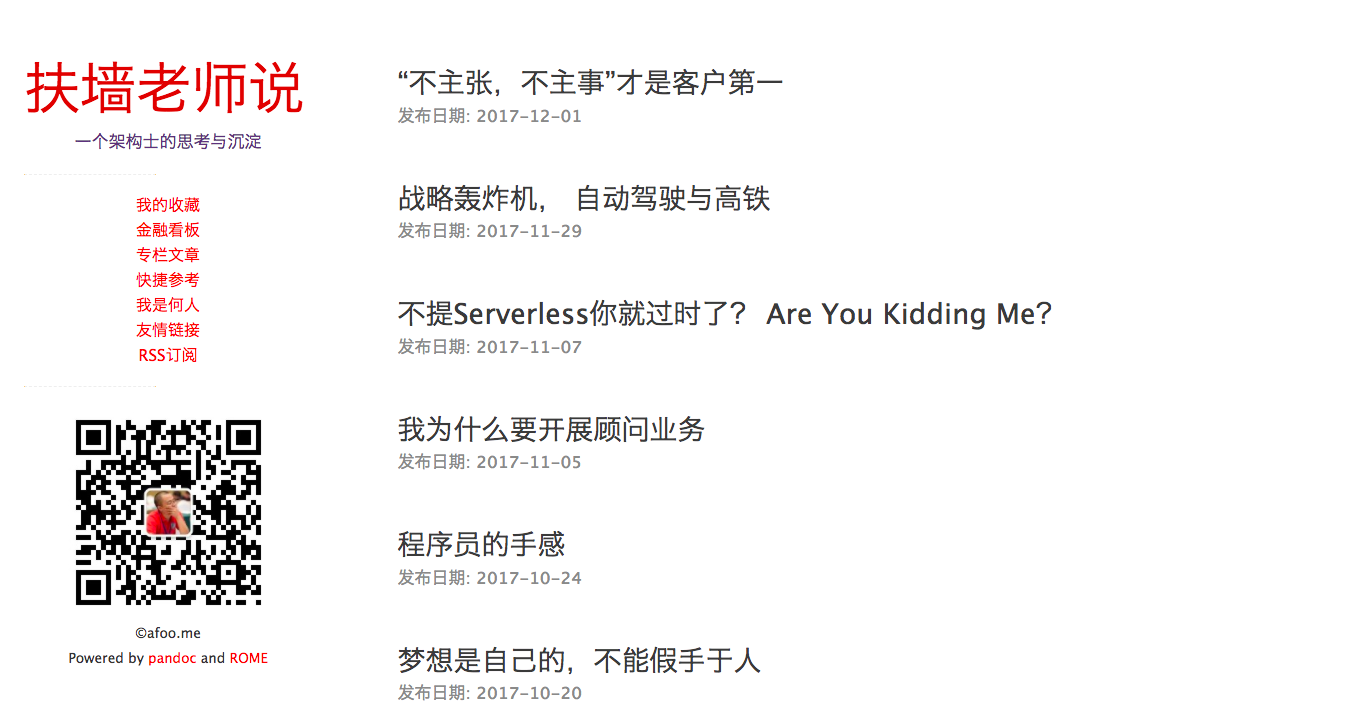 扶墙老师说
一个架构士的思考与沉淀
我的收藏
金融看板
专栏文章
快捷参考
我是何人
友情链接
RSS订阅
©afoo.me
Powered by pandoc and ROME
“不主张，不主事”才是客户第一
发布日期: 2017-12-01
战略轰炸机， 自动驾驶与高铁
发布日期: 2017-11-29
不提Serverless你就过时了？ Are You Kidding Me？
发布日期: 2017-11-07
我为什么要开展顾问业务
发布日期: 2017-11-05
程序员的手感
发布日期: 2017-10-24
梦想是自己的，不能假手于人
发布日期: 2017-10-20